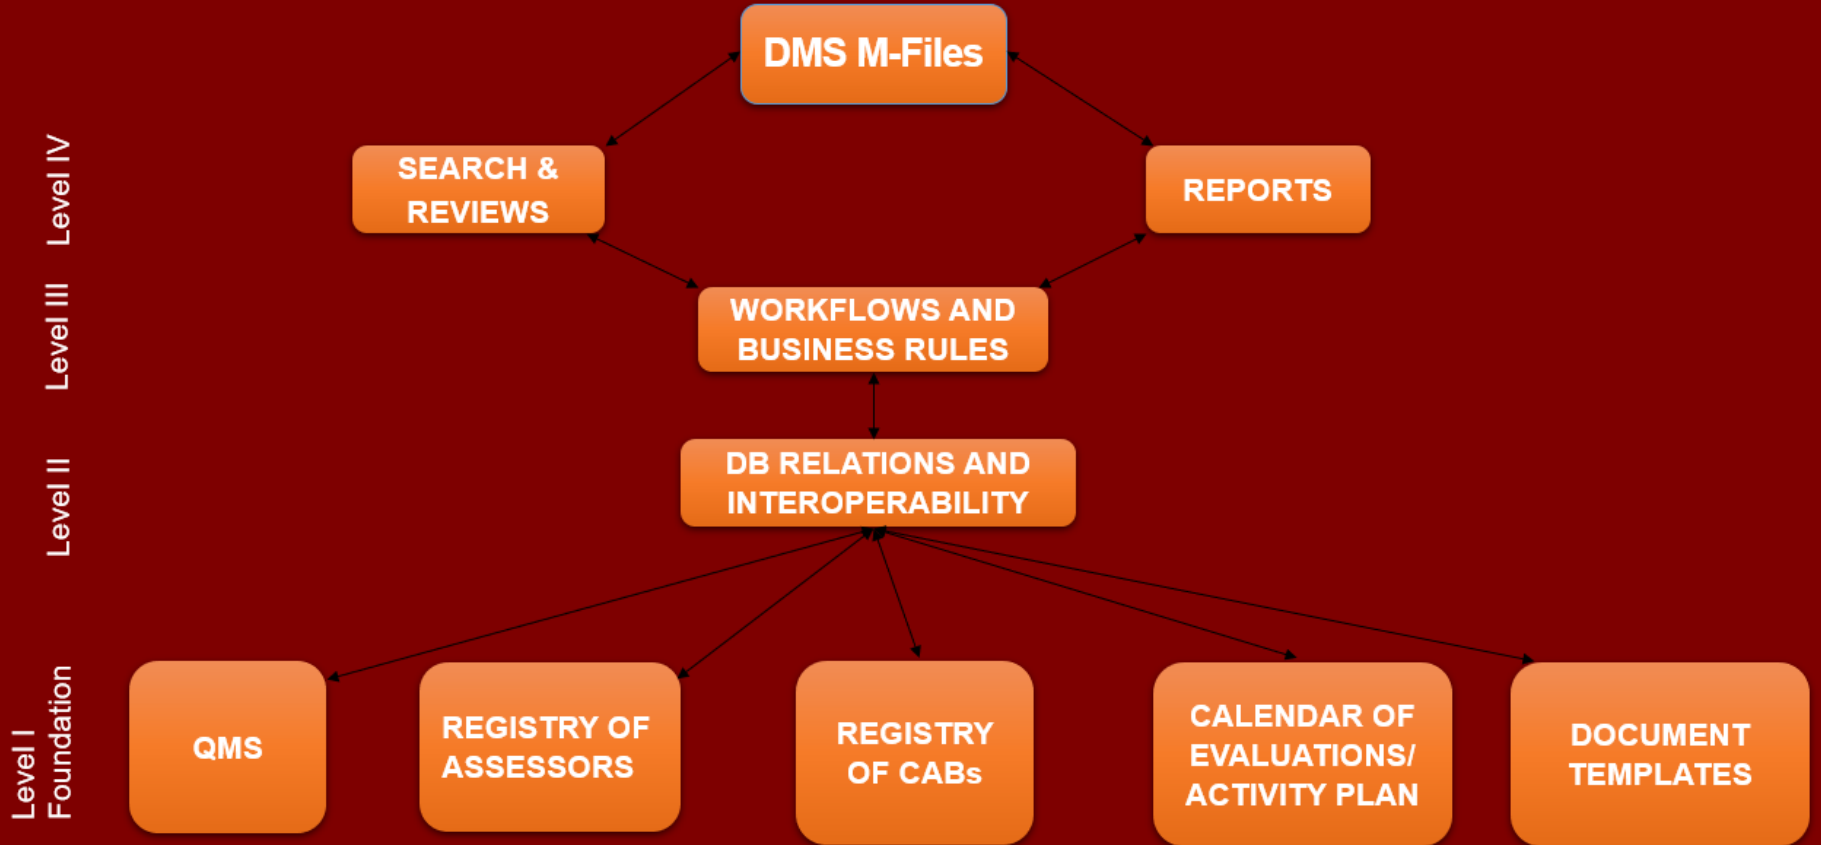 DMS M-Files
Level IV
SEARCH &
REVIEWS
REPORTS
Level III
WORKFLOWS AND
BUSINESS RULES
Level II
DB RELATIONS AND
INTEROPERABILITY
Level I
Foundation
QMS
REGISTRY OF
ASSESSORS
REGISTRY
OF CABs
CALENDAR OF
EVALUATIONS/
ACTIVITY PLAN
DOCUMENT
TEMPLATES